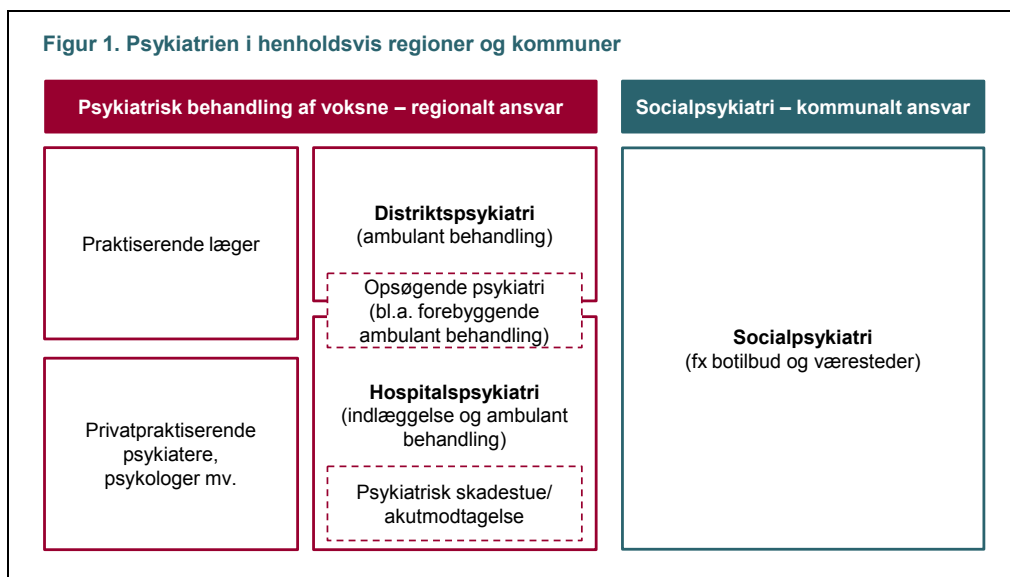 Figur 1. Psykiatrien i henholdsvis regioner og kommuner
Psykiatrisk behandling af voksne – regionalt ansvar
Socialpsykiatri – kommunalt ansvar
Praktiserende læger
Privatpraktiserende
psykiatere,
psykologer mv.
Distriktspsykiatri
(ambulant behandling)
Opsøgende psykiatri
(bl.a. forebyggende
ambulant behandling)
Hospitalspsykiatri
(indlæggelse og ambulant
behandling)
Psykiatrisk skadestue/
akutmodtagelse
Socialpsykiatri
(fx botilbud og væresteder)